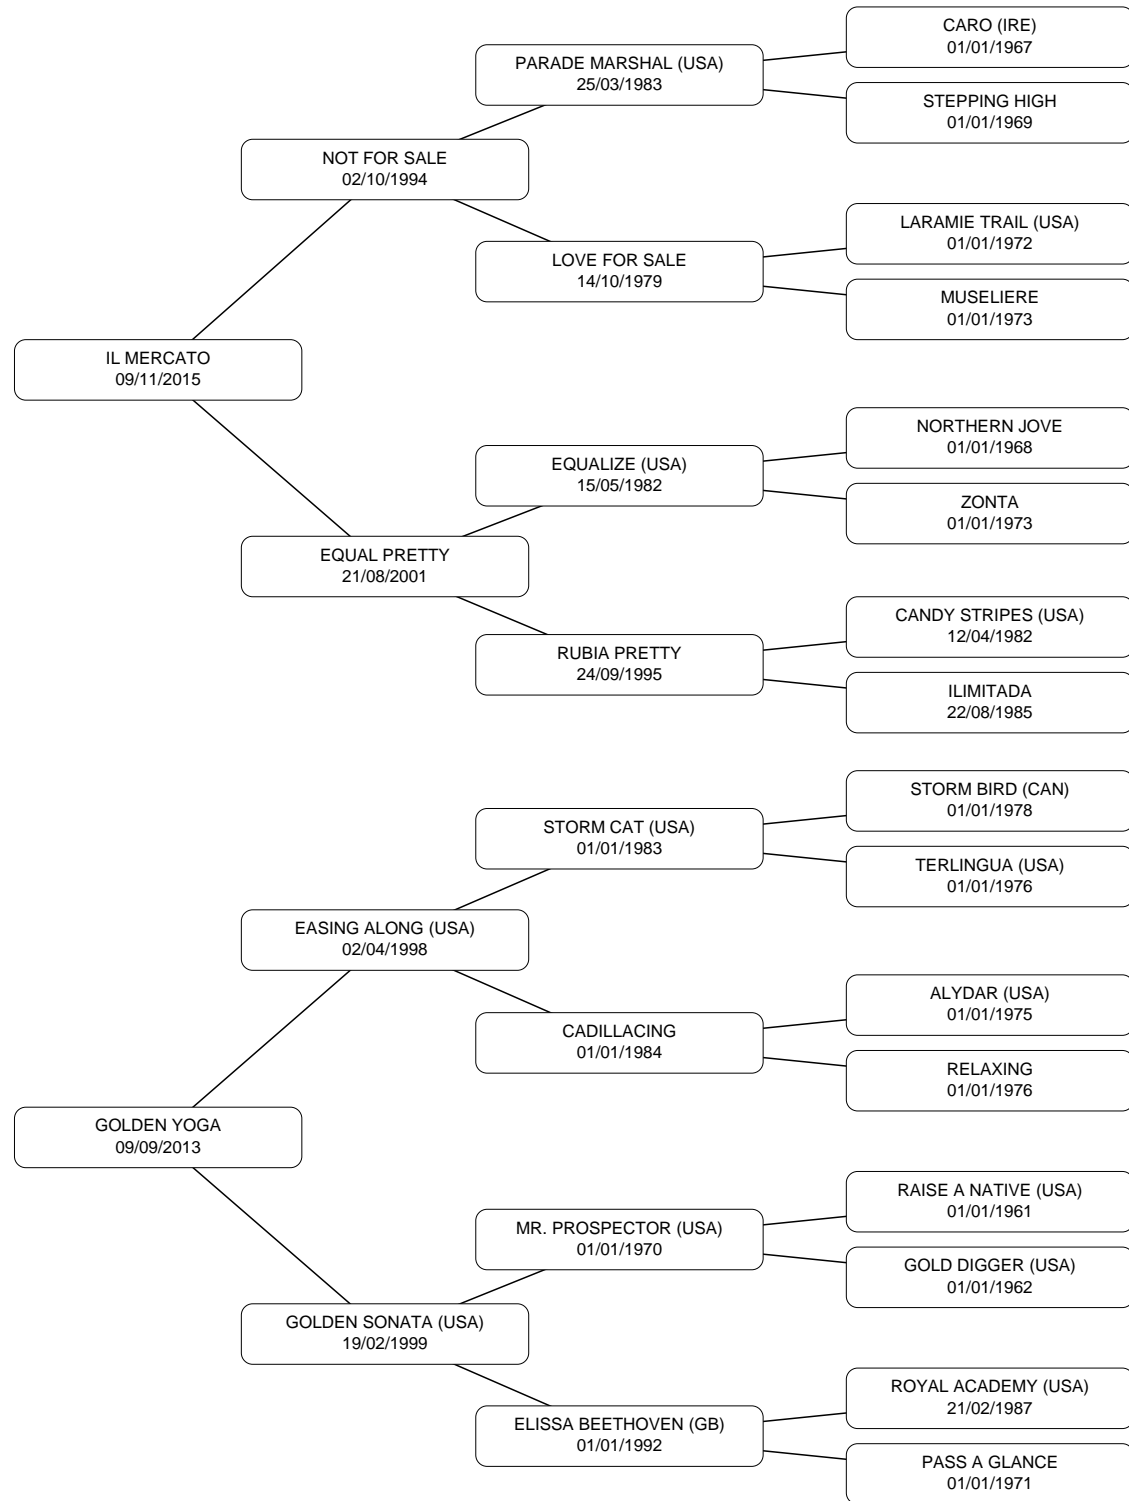 CARO (IRE)
01/01/1967
PARADE MARSHAL (USA)
25/03/1983
STEPPING HIGH
01/01/1969
NOT FOR SALE
02/10/1994
LARAMIE TRAIL (USA)
01/01/1972
LOVE FOR SALE
14/10/1979
MUSELIERE
01/01/1973
IL MERCATO
09/11/2015
NORTHERN JOVE
01/01/1968
EQUALIZE (USA)
15/05/1982
ZONTA
01/01/1973
EQUAL PRETTY
21/08/2001
CANDY STRIPES (USA)
12/04/1982
RUBIA PRETTY
24/09/1995
ILIMITADA
22/08/1985
STORM BIRD (CAN)
01/01/1978
STORM CAT (USA)
01/01/1983
TERLINGUA (USA)
01/01/1976
EASING ALONG (USA)
02/04/1998
ALYDAR (USA)
01/01/1975
CADILLACING
01/01/1984
RELAXING
01/01/1976
GOLDEN YOGA
09/09/2013
RAISE A NATIVE (USA)
01/01/1961
MR. PROSPECTOR (USA)
01/01/1970
GOLD DIGGER (USA)
01/01/1962
GOLDEN SONATA (USA)
19/02/1999
ROYAL ACADEMY (USA)
21/02/1987
ELISSA BEETHOVEN (GB)
01/01/1992
PASS A GLANCE
01/01/1971